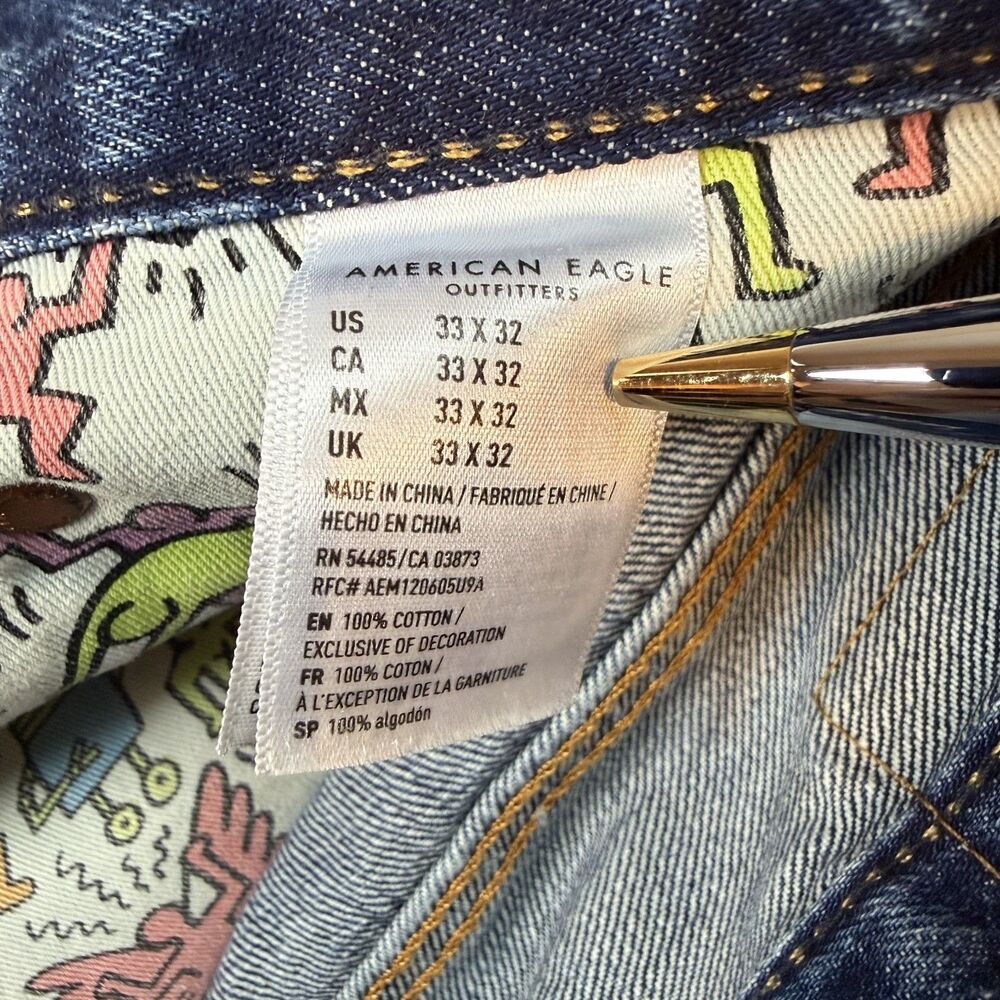 AMERICAN EAGLE
OUTFITTERS
US 33 X 32
CA 33 X 32
MX 33 X 32
UK 33 X 32
MADE IN CHINA / FABRIQUÉ EN CHINE /
HECHO EN CHINA
RN 54485/CA 03873
RFC# AEM120605U9A
EN 100% COTTON /
EXCLUSIVE OF DECORATION
FR 100% COTON /
À L'EXCEPTION DE LA GARNITURE
SP 100% algodón